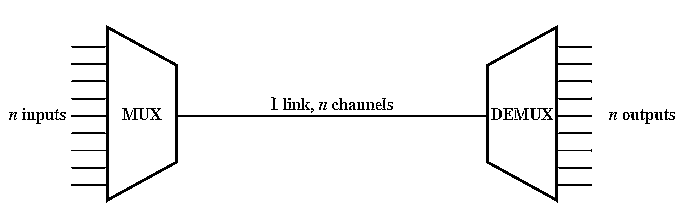 n inputs
MUX
1 link, n channels
DEMUX
n outputs